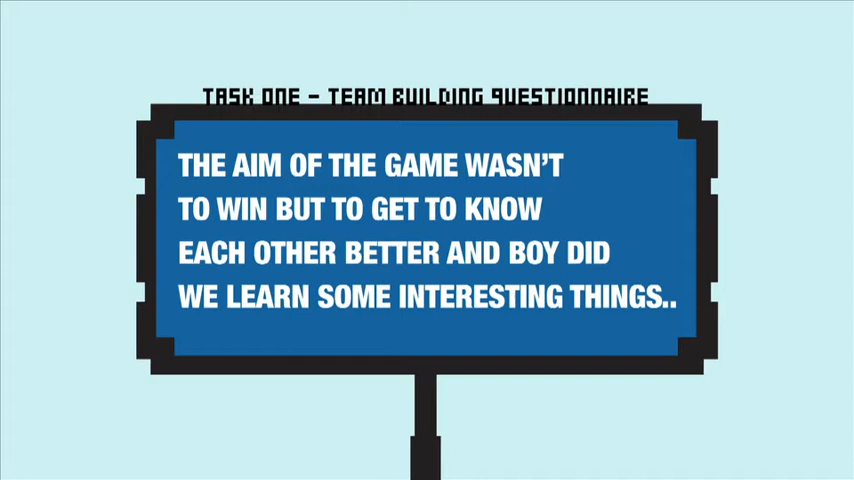 TASK ONE - TEAM BUILDING QUESTIONNAIRE
THE AIM OF THE GAME WASN'T
TO WIN BUT TO GET TO KNOW
EACH OTHER BETTER AND BOY DID
WE LEARN SOME INTERESTING THINGS..